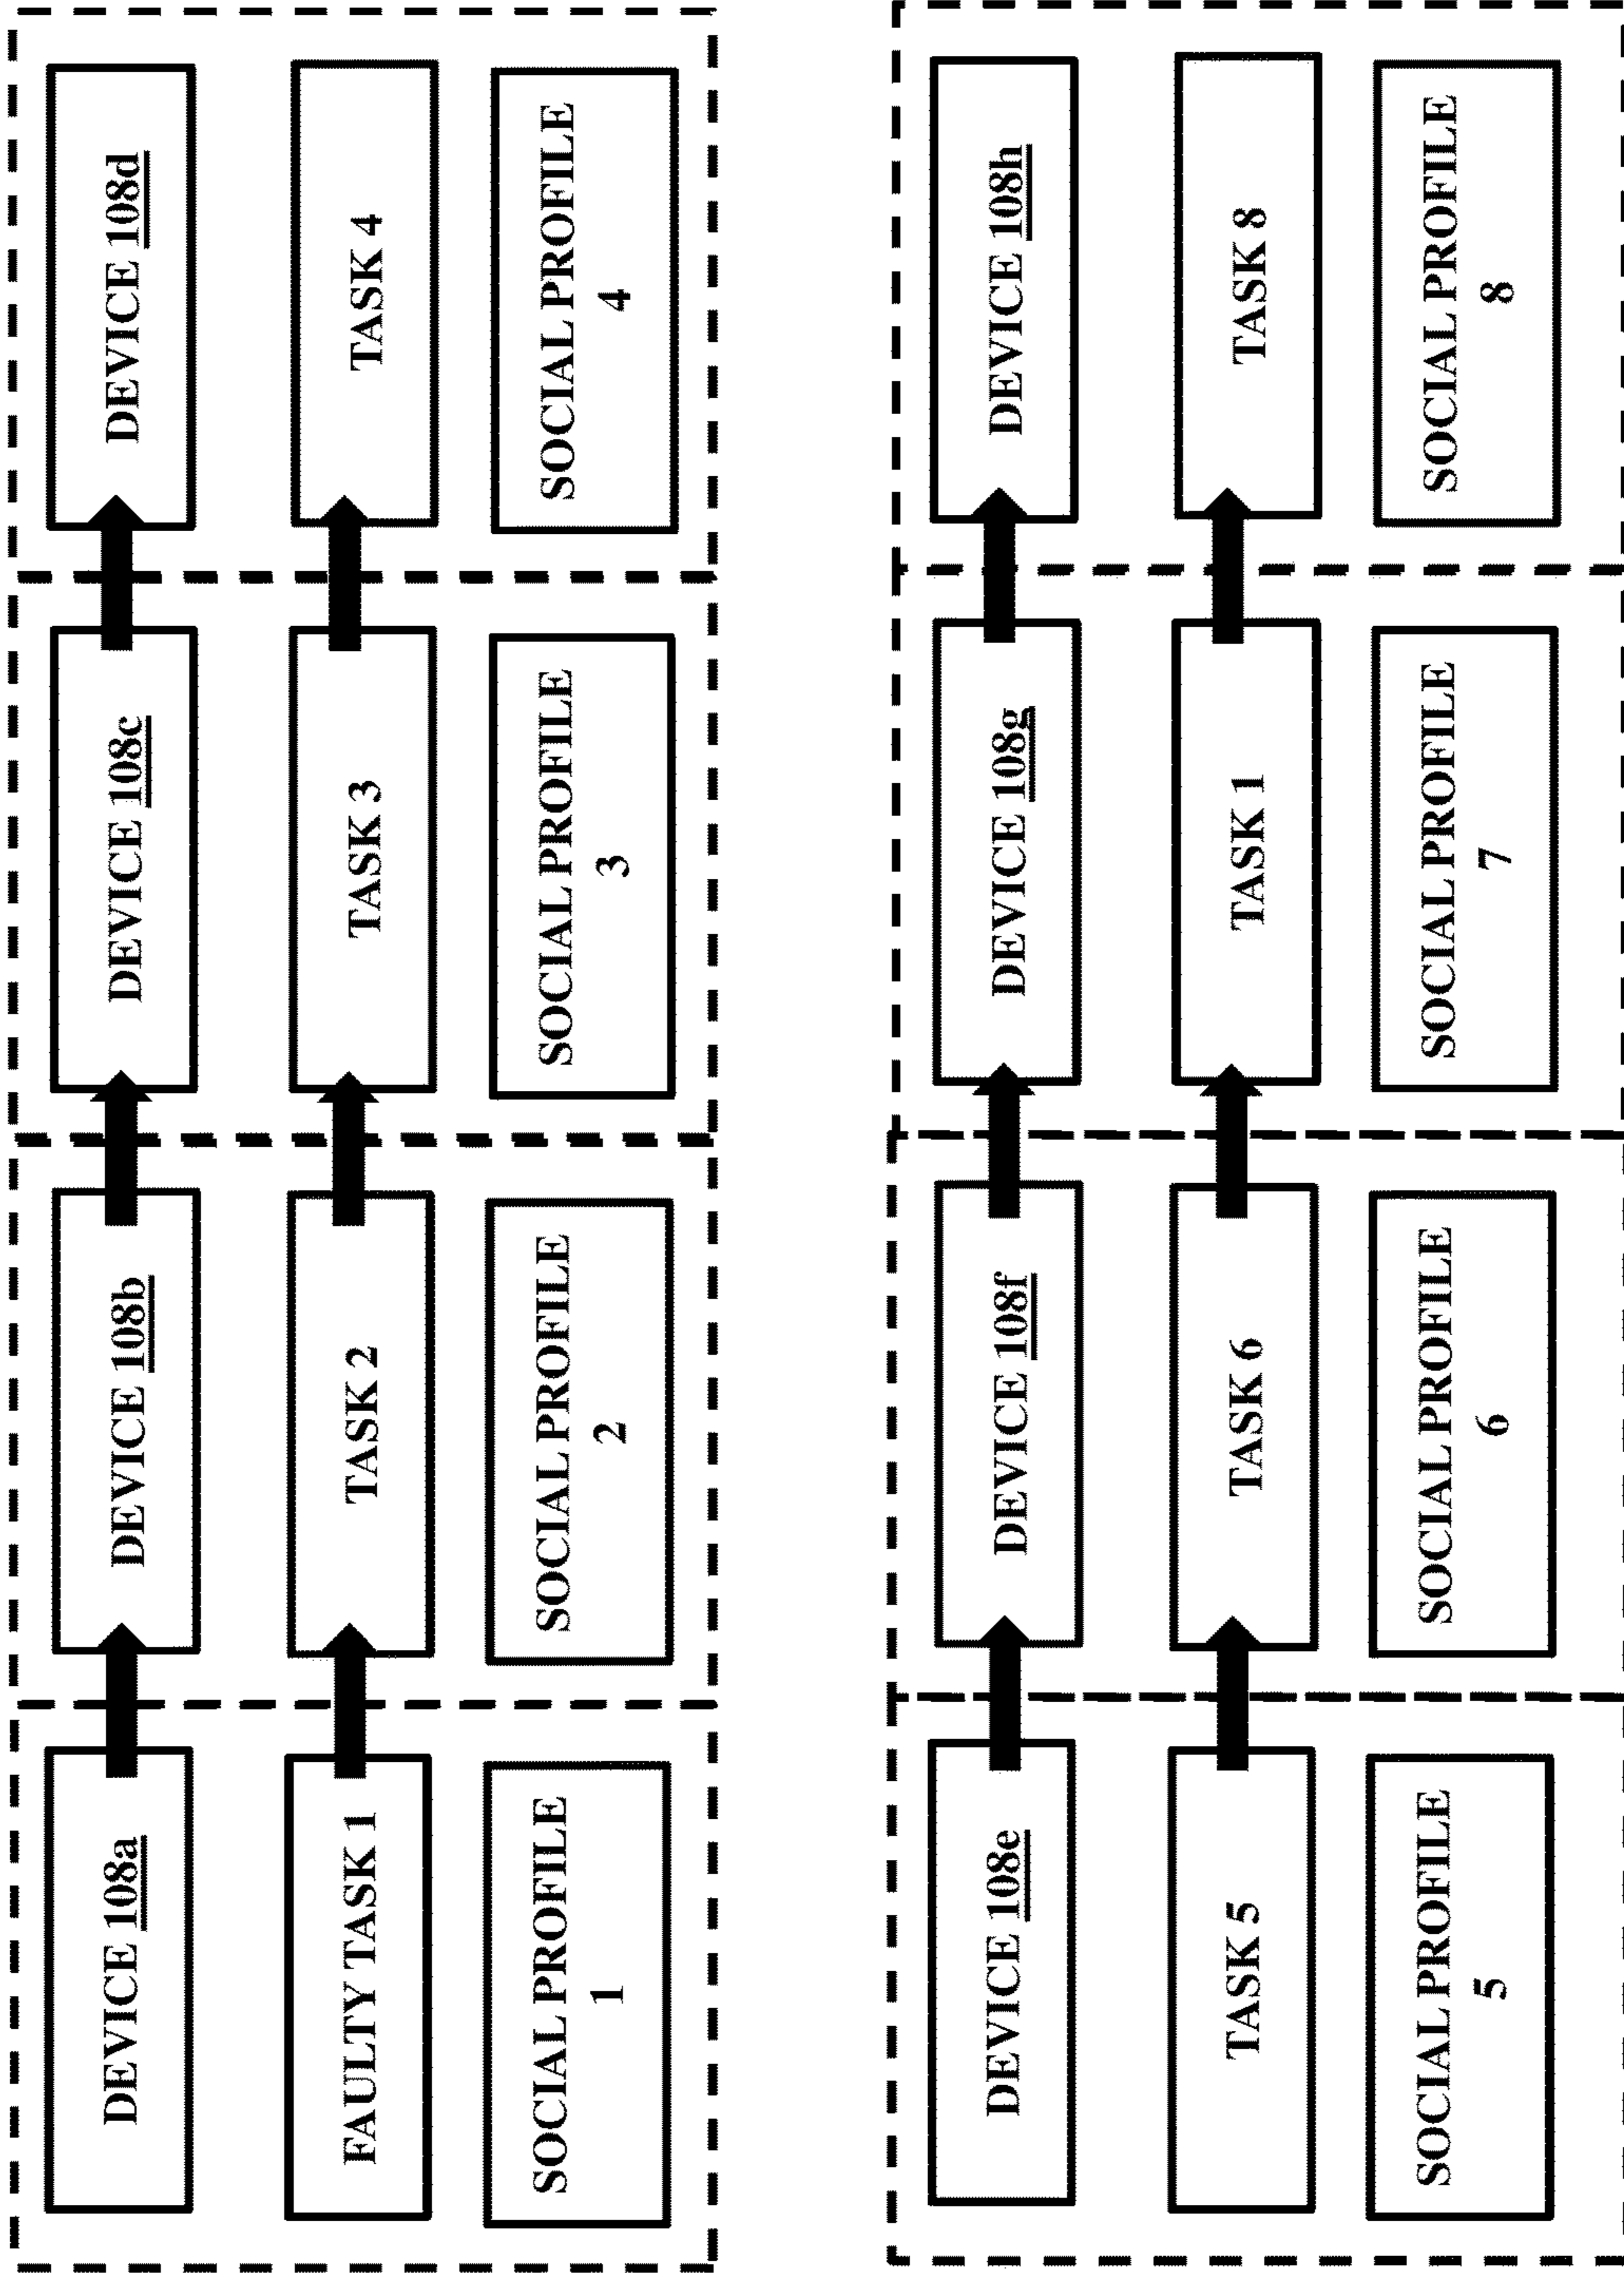 DEVICE 108a
FAULTY TASK 1
SOCIAL PROFILE
1
DEVICE 108b
TASK 2
SOCIAL PROFILE
2
DEVICE 108c
TASK 3
SOCIAL PROFILE
3
DEVICE 108d
TASK 4
SOCIAL PROFILE
4
DEVICE 108e
TASK 5
SOCIAL PROFILE
5
DEVICE 108f
TASK 6
SOCIAL PROFILE
6
DEVICE 108g
TASK 1
SOCIAL PROFILE
7
DEVICE 108h
TASK 8
SOCIAL PROFILE
8